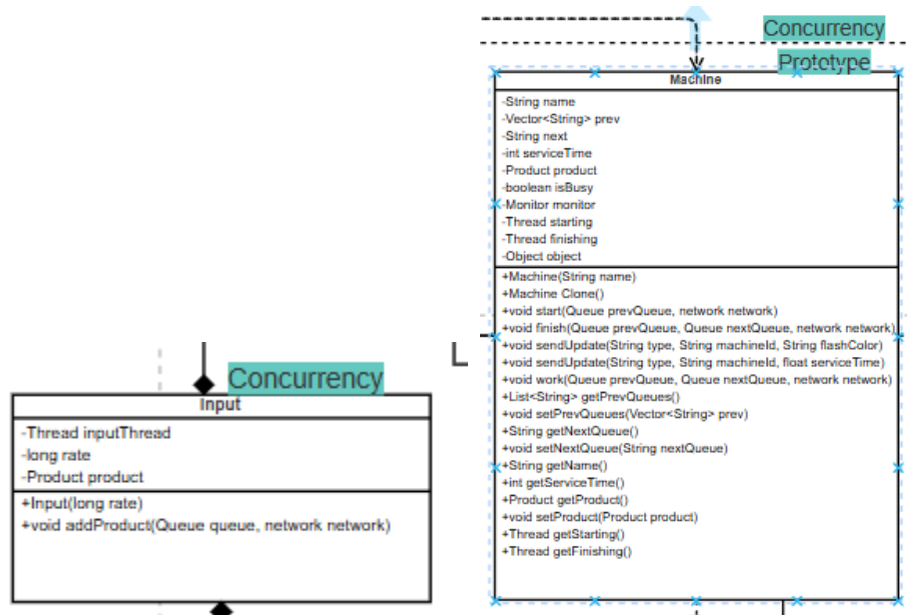 Concurrency
Input
-Thread inputThread
-long rate
-Product product
+Input(long rate)
+void addProduct(Queue queue, network network)
L
Concurrency
Prototype
Machine
-String name
-Vector<String> prev
-String next
-int serviceTime
-Product product
-boolean isBusy
-Monitor monitor
-Thread starting
-Thread finishing
-Object object
+Machine(String name)
+Machine Clone()
+void start(Queue prevQueue, network network)
+void finish(Queue prevQueue, Queue nextQueue, network network)
+void sendUpdate(String type, String machineId, String flashColor)
+void sendUpdate(String type, String machineId, float serviceTime)
+void work(Queue prevQueue, Queue nextQueue, network network)
+List<String> getPrevQueues()
+void setPrevQueues(Vector<String> prev)
+String getNextQueue()
+void setNextQueue(String nextQueue)
+String getName()
+int getServiceTime()
+Product getProduct()
+void setProduct(Product product)
+Thread getStarting()
+Thread getFinishing()